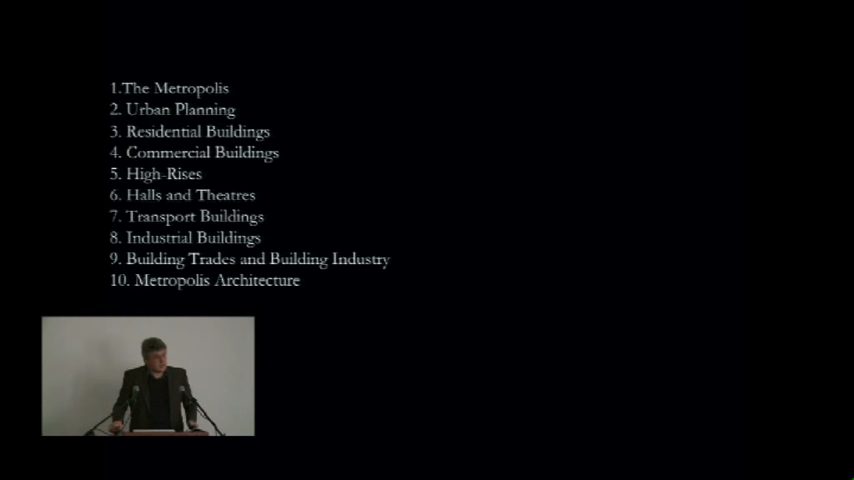 1.The Metropolis
2. Urban Planning
3. Residential Buildings
4. Commercial Buildings
5. High-Rises
6. Halls and Theatres
7. Transport Buildings
8. Industrial Buildings
9. Building Trades and Building Industry
10. Metropolis Architecture